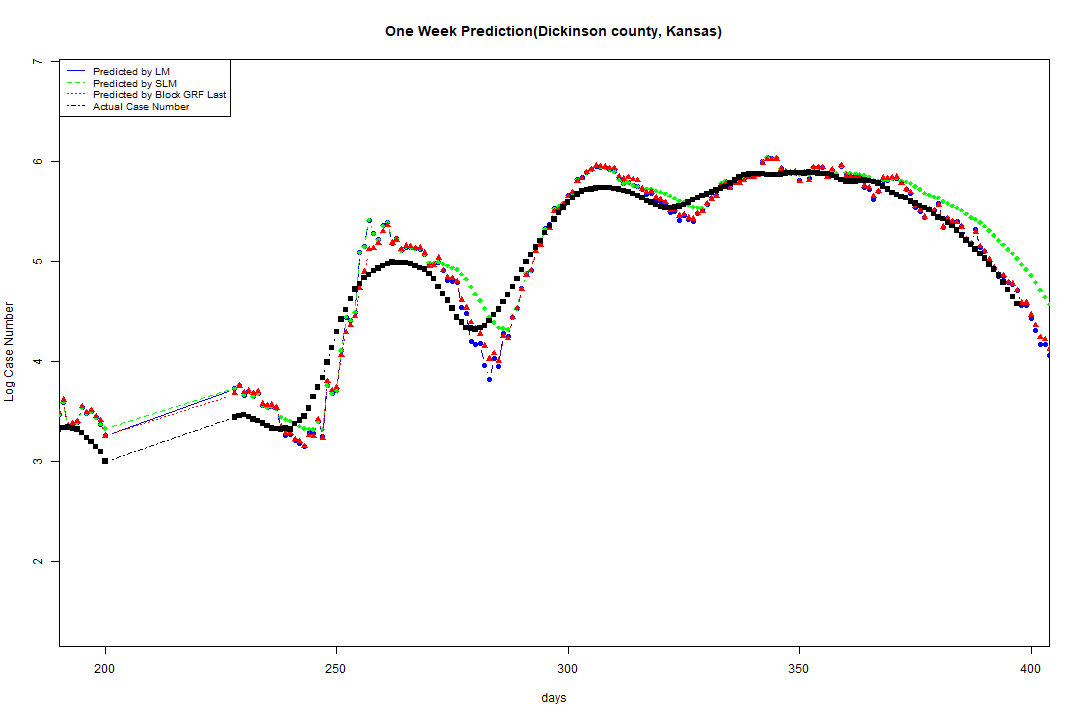 One Week Prediction(Dickinson county, Kansas)
Predicted by LM
Predicted by SLM
Predicted by Block GRF Last
Actual Case Number
7
6
5
4
3
2
Log Case Number
200 250 300 350 400
days